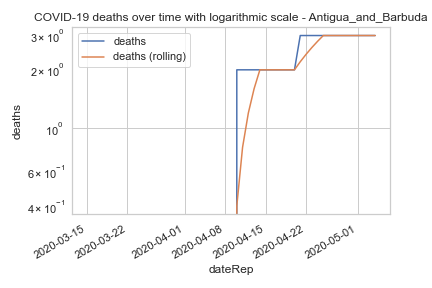 COVID-19 deaths over time with logarithmic scale - Antigua_and_Barbuda
3 × 10⁰
2 × 10⁰
10⁰
6 × 10⁻¹
4 × 10⁻¹
deaths
deaths
deaths (rolling)
2020-03-15
2020-03-22
2020-04-01
2020-04-08
2020-04-15
2020-04-22
2020-05-01
dateRep